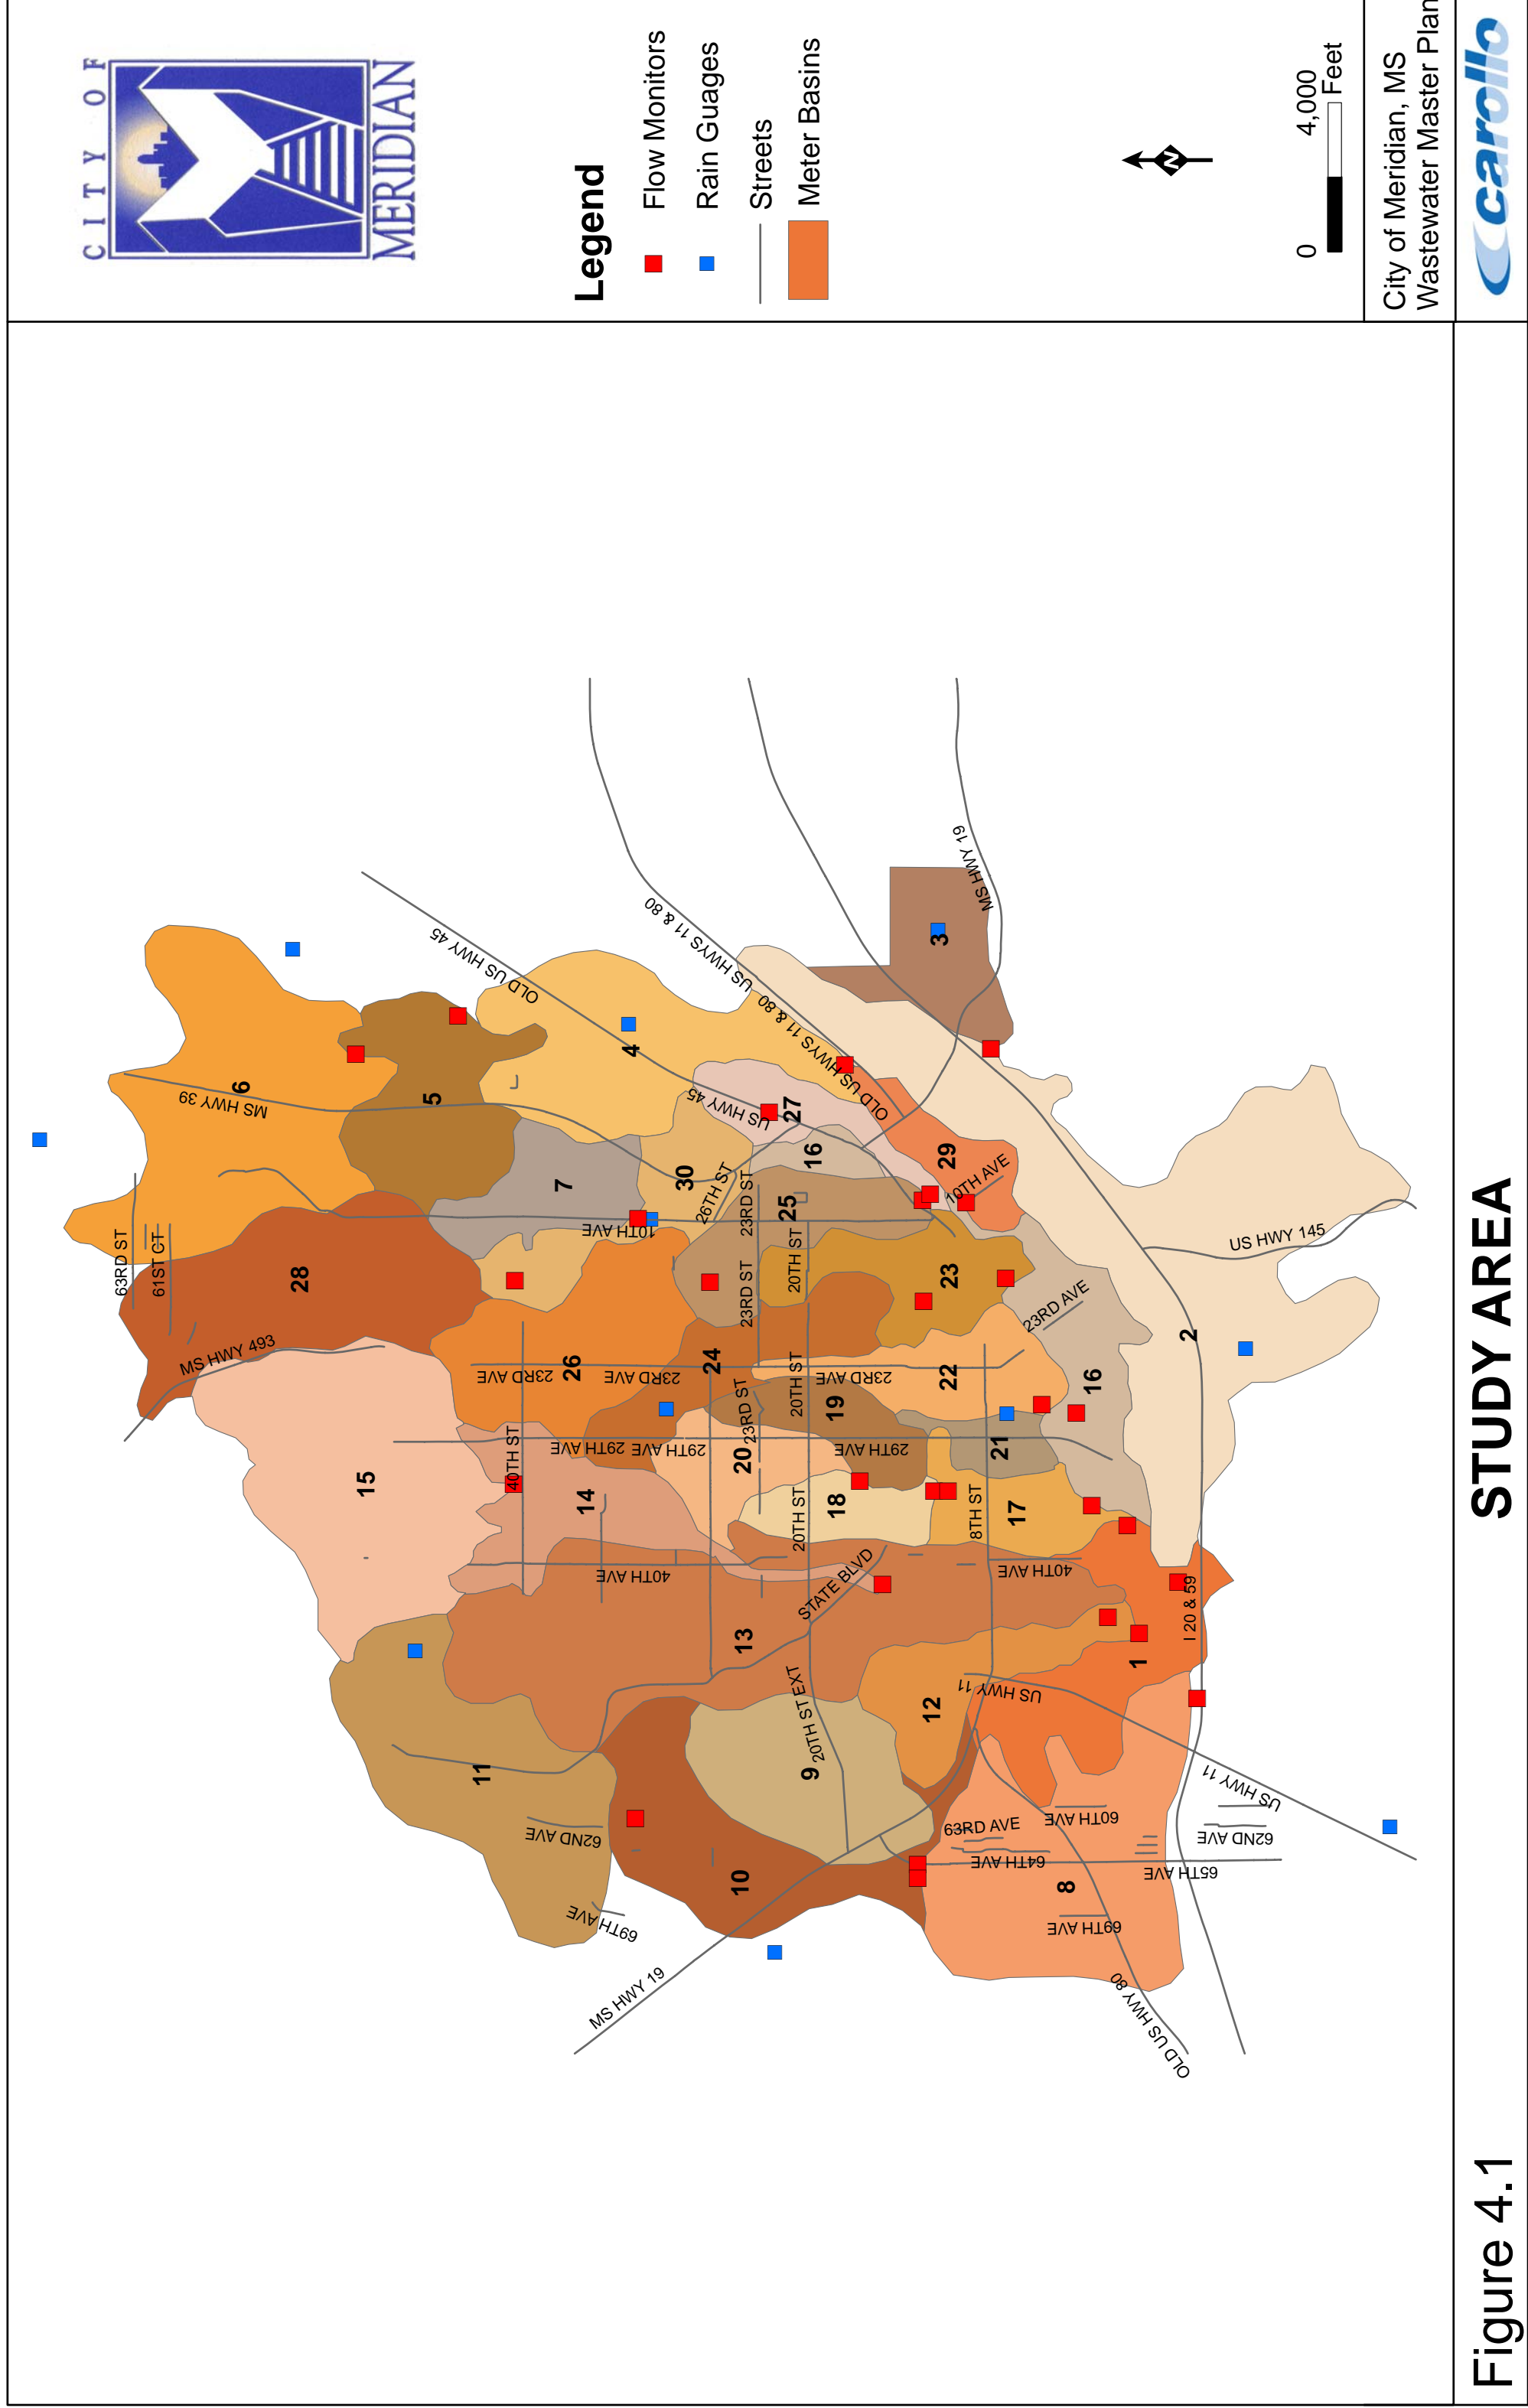 CITY OF
MERIDIAN
Legend
Flow Monitors
Rain Guages
Streets
Meter Basins
N
0
4,000
Feet
City of Meridian, MS
Wastewater Master Plan
carollo
Figure 4.1
STUDY AREA
63RD ST
61ST CT
MS HWY 493
MS HWY 39
6
28
5
15
OLD US HWY 45
US HWYS 11 & 80
MS HWY 19
4
7
40TH ST
10TH AVE
30
26TH ST
US HWY 45
OLD US HWYS 11 & 80
27
16
3
29
10TH AVE
25
23RD ST
23RD ST
20TH ST
23
23RD AVE
23RD AVE
26
23RD AVE
24
23RD AVE
22
20TH ST
23RD ST
19
29TH AVE
29TH AVE
29TH AVE
20
21
16
2
US HWY 145
14
18
20TH ST
8TH ST
17
40TH AVE
40TH AVE
STATE BLVD
13
I 20 & 59
1
11
20TH ST EXT
9
12
US HWY 11
US HWY 11
62ND AVE
62ND AVE
63RD AVE
60TH AVE
64TH AVE
65TH AVE
10
8
69TH AVE
69TH AVE
MS HWY 19
OLD US HWY 80